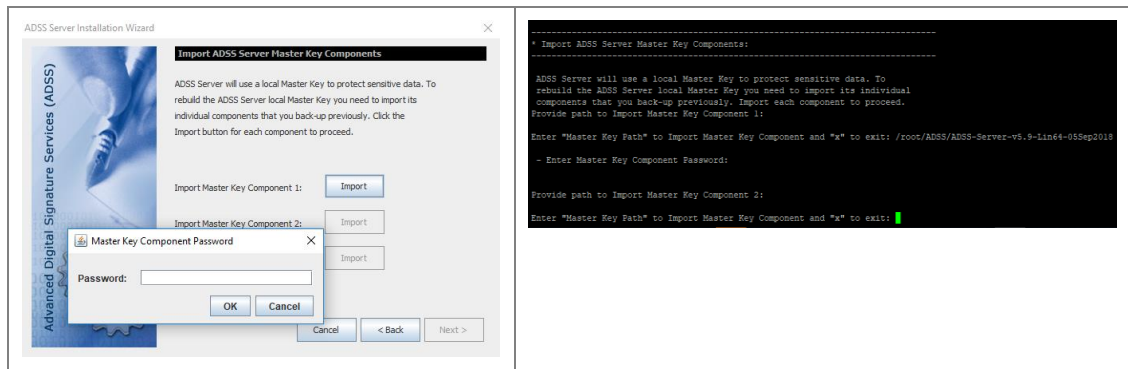 ADSS Server Installation Wizard
Advanced Digital Signature Services (ADSS)
Import ADSS Server Master Key Components
ADSS Server will use a local Master Key to protect sensitive data. To
rebuild the ADSS Server local Master Key you need to import its
individual components that you back-up previously. Click the
Import button for each component to proceed.
Import Master Key Component 1:
Import
Import Master Key Component 2:
Import
Import
Master Key Component Password
Password:
OK
Cancel
Cancel
< Back
Next >
* Import ADSS Server Master Key Components:
ADSS Server will use a local Master Key to protect sensitive data. To
rebuild the ADSS Server local Master Key you need to import its individual
components that you back-up previously. Import each component to proceed.
Provide path to Import Master Key Component 1:
Enter "Master Key Path" to Import Master Key Component and "x" to exit: /root/ADSS/ADSS-Server-v5.9-Lin64-05Sep2018
- Enter Master Key Component Password:
Provide path to Import Master Key Component 2:
Enter "Master Key Path" to Import Master Key Component and "x" to exit: